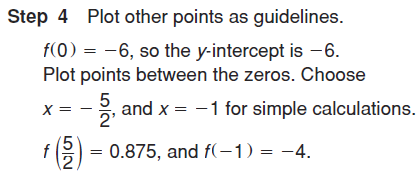 Step 4 Plot other points as guidelines.
f(0) = −6, so the y-intercept is −6.
Plot points between the zeros. Choose
x = − 5/2, and x = −1 for simple calculations.
f(5/2) = 0.875, and f(−1) = −4.